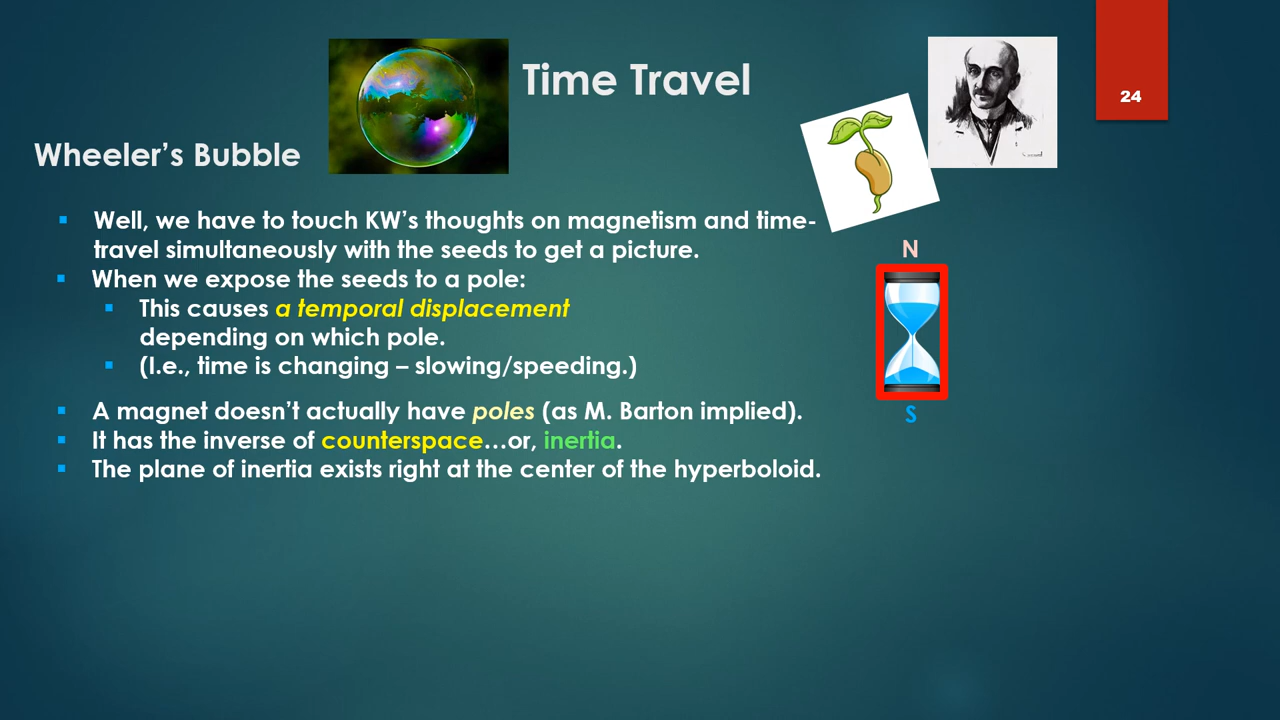 Time Travel
24
Wheeler’s Bubble
Well, we have to touch KW’s thoughts on magnetism and time-
travel simultaneously with the seeds to get a picture.
When we expose the seeds to a pole:
This causes a temporal displacement
depending on which pole.
(I.e., time is changing – slowing/speeding.)
A magnet doesn’t actually have poles (as M. Barton implied).
It has the inverse of counterspace…or, inertia.
The plane of inertia exists right at the center of the hyperboloid.
N
S